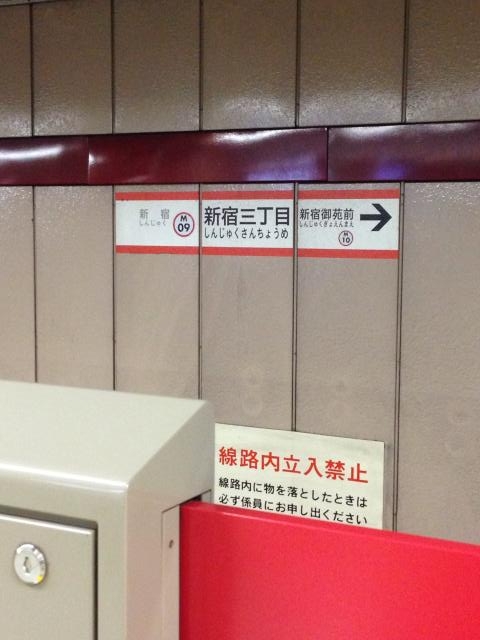 新宿
しんじゅく
M
09
新宿三丁目
しんじゅくさんちょうめ
新宿御苑前
しんじゅくぎょえんまえ
M
10
線路内立入禁止
線路内に物を落としたときは
必ず係員にお申し出ください